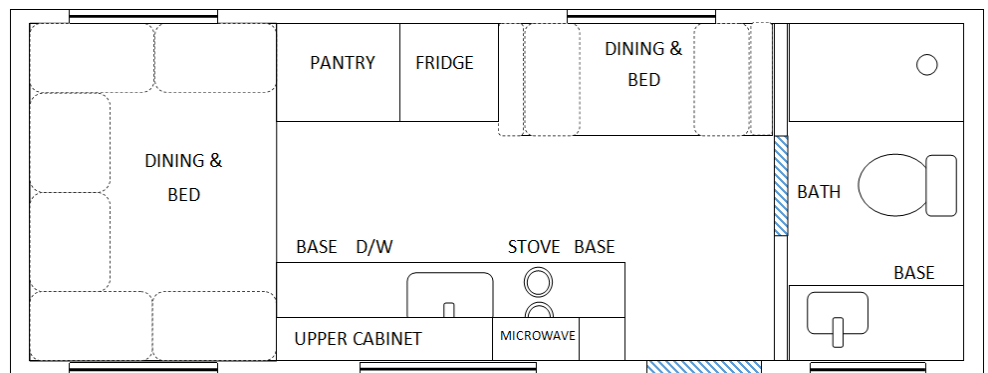 PANTRY
FRIDGE
DINING &
BED
DINING &
BED
BATH
BASE D/W
STOVE BASE
BASE
UPPER CABINET
MICROWAVE